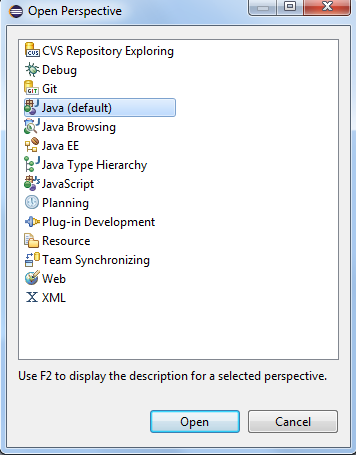 Open Perspective
CVS Repository Exploring
Debug
Git
Java (default)
Java Browsing
Java EE
Java Type Hierarchy
JavaScript
Planning
Plug-in Development
Resource
Team Synchronizing
Web
XML
Use F2 to display the description for a selected perspective.
Open
Cancel